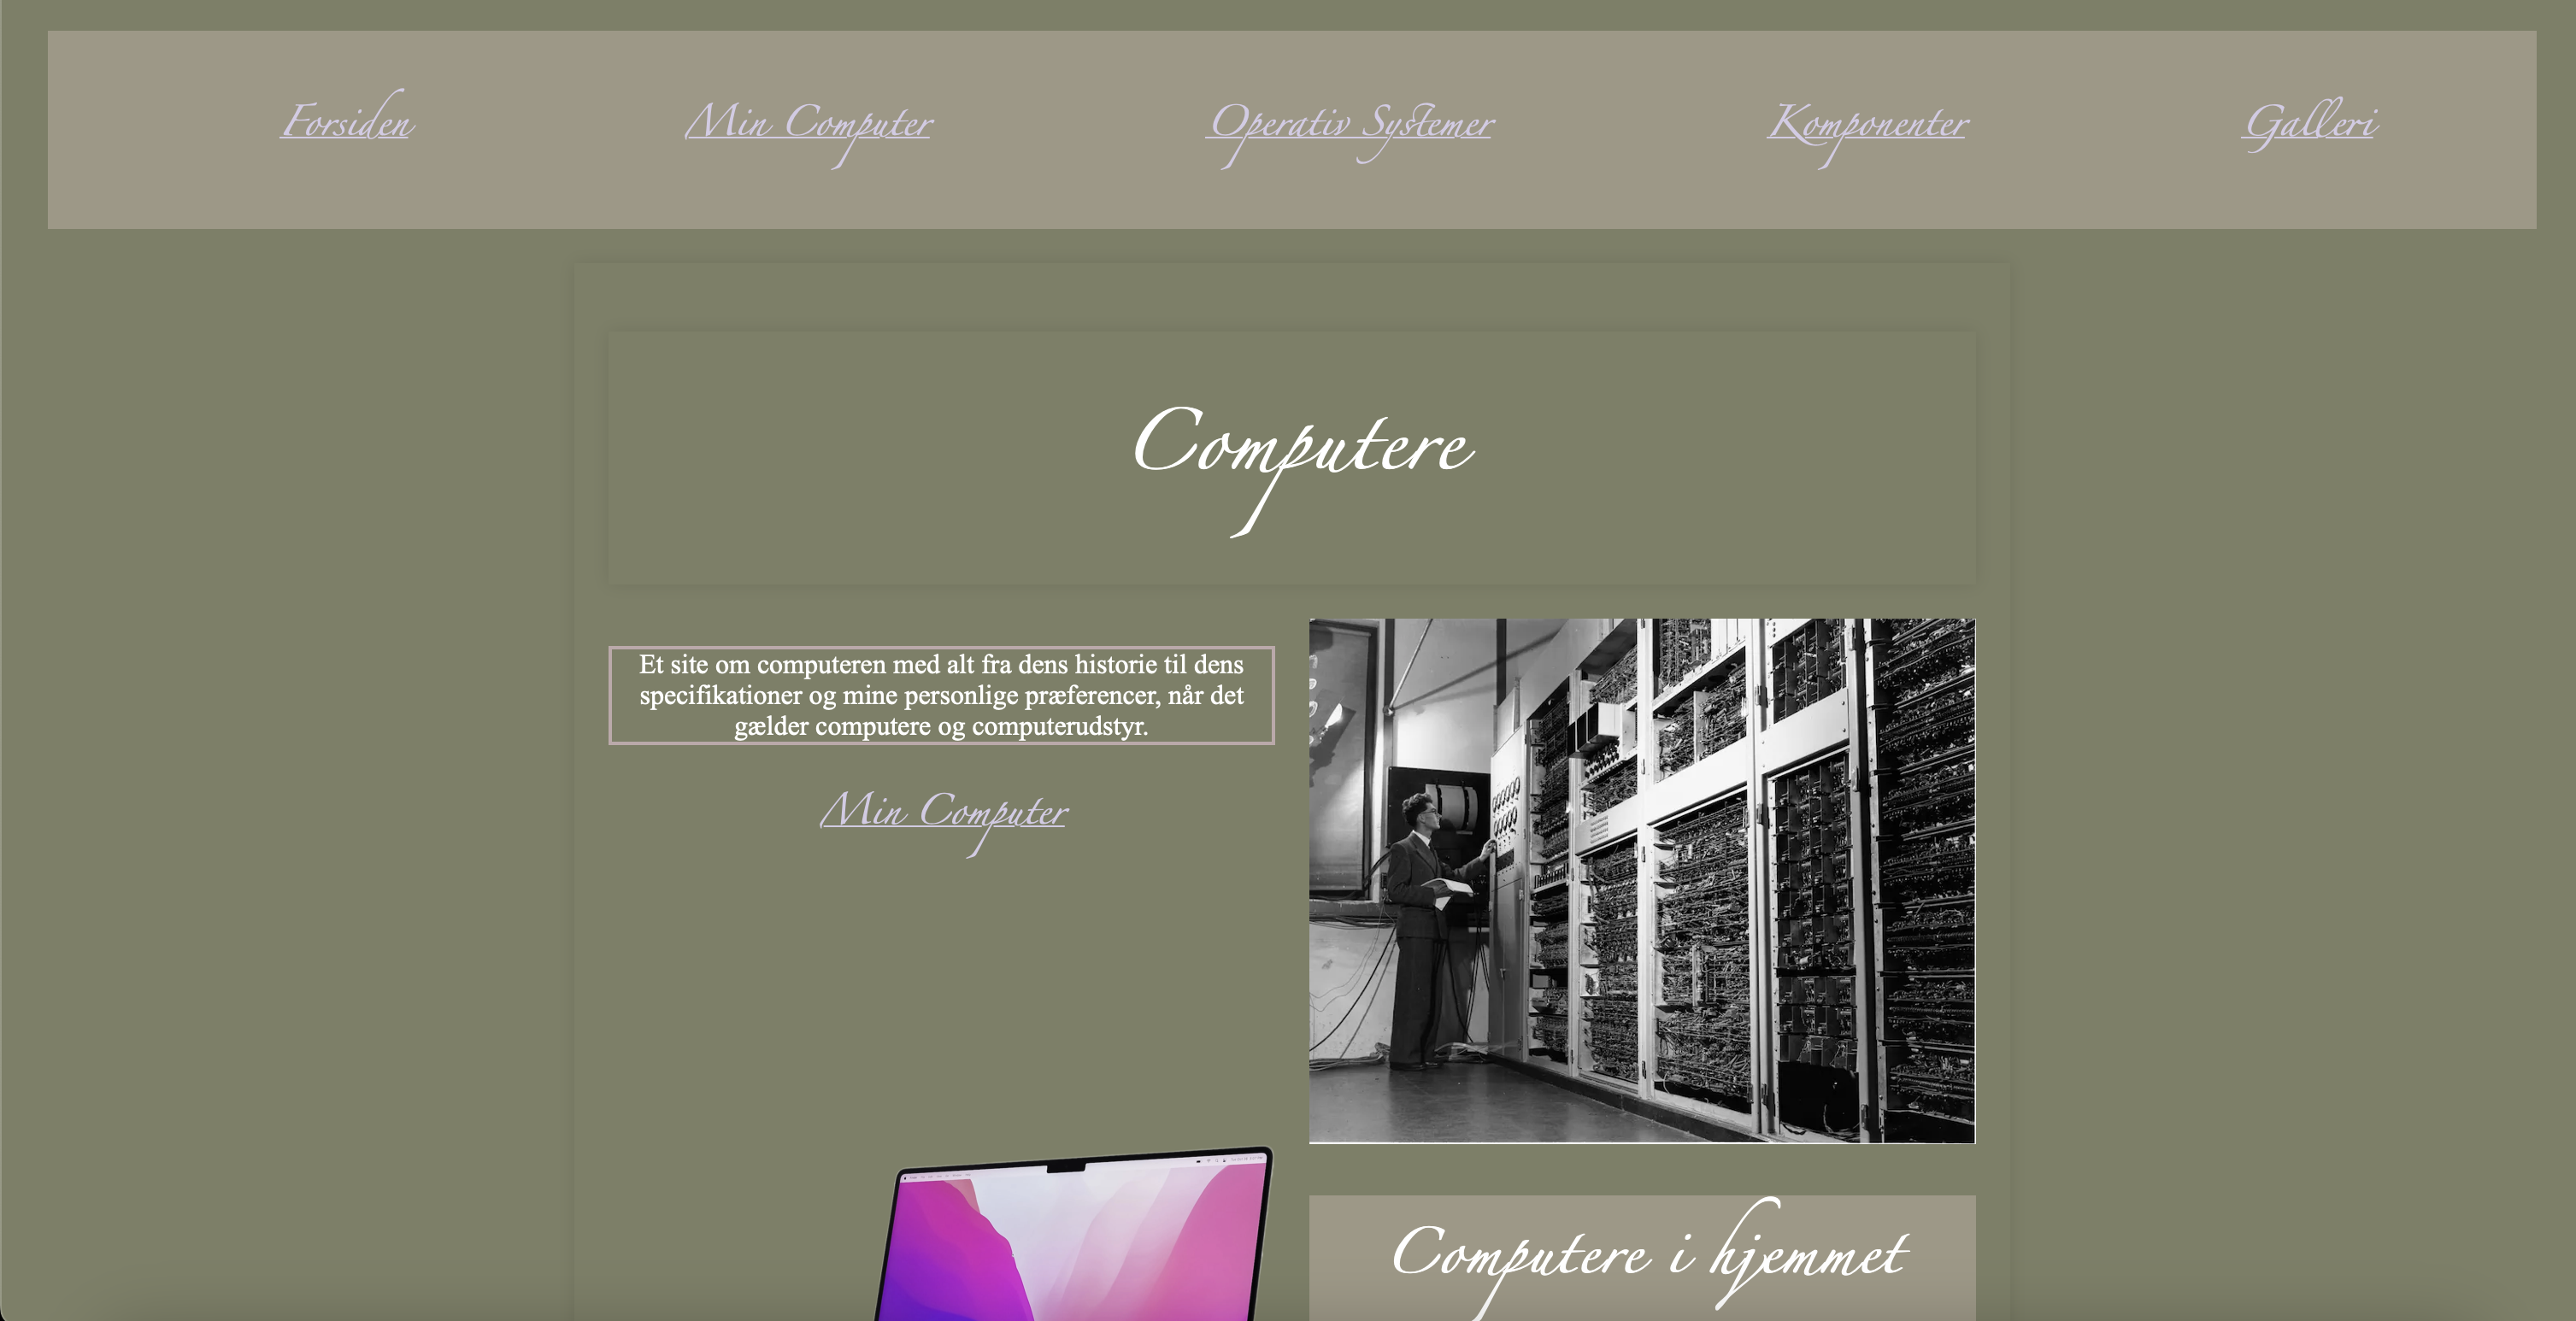 Forsiden
Min Computer
Operativ Systemer
Komponenter
Galleri
Computere
Et site om computeren med alt fra dens historie til dens
specifikationer og mine personlige præferencer, når det
gælder computere og computerudstyr.
Min Computer
Computere i hjemmet